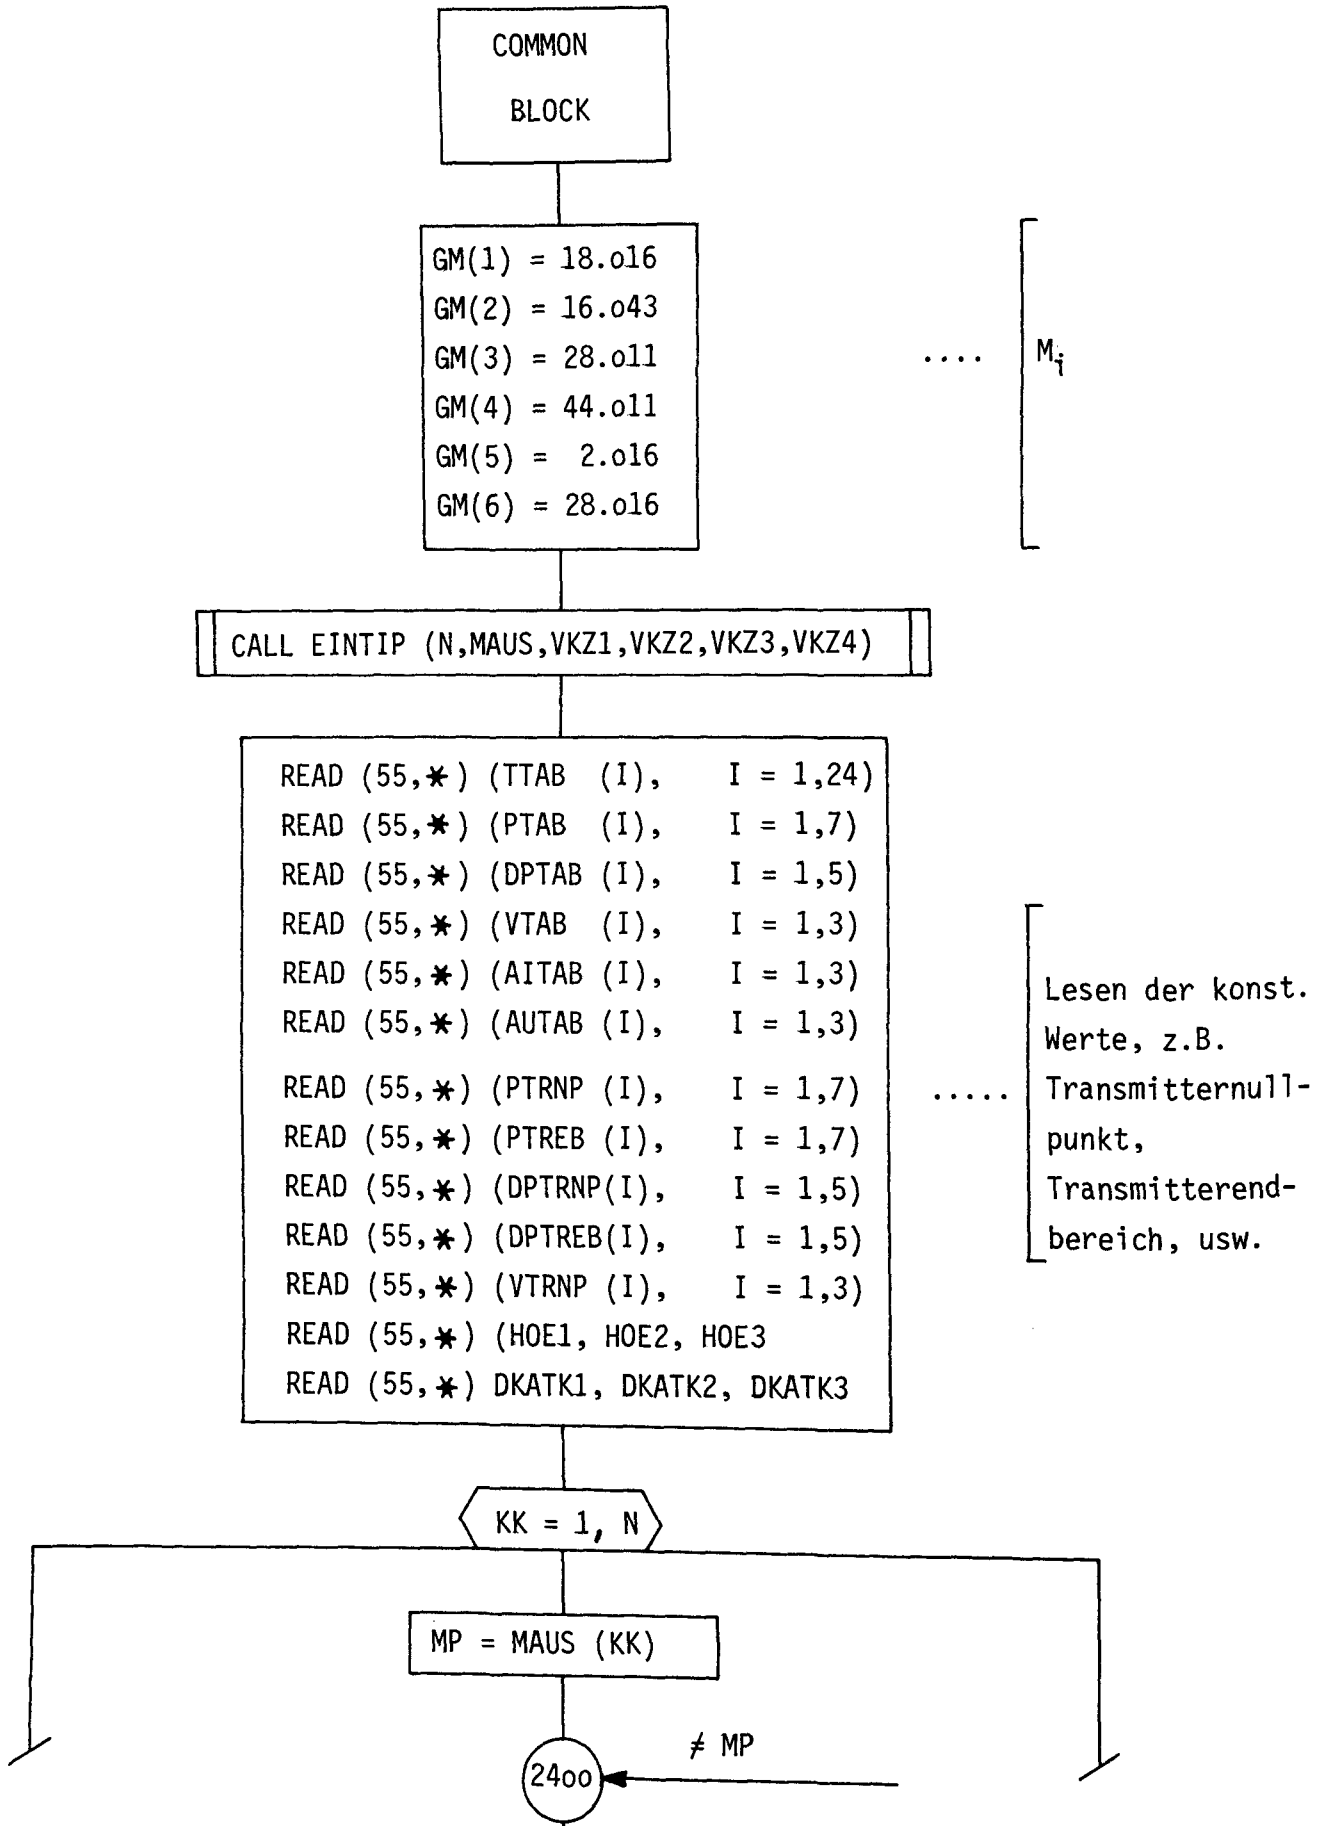 COMMON
BLOCK
GM(1) = 18.o16
GM(2) = 16.o43
GM(3) = 28.o11
GM(4) = 44.o11
GM(5) = 2.o16
GM(6) = 28.o16
.... Mi
CALL EINTIP (N,MAUS,VKZ1,VKZ2,VKZ3,VKZ4)
READ (55,*) (TTAB (I), I = 1,24)
READ (55,*) (PTAB (I), I = 1,7)
READ (55,*) (DPTAB (I), I = 1,5)
READ (55,*) (VTAB (I), I = 1,3)
READ (55,*) (AITAB (I), I = 1,3)
READ (55,*) (AUTAB (I), I = 1,3)
READ (55,*) (PTRNP (I), I = 1,7)
READ (55,*) (PTREB (I), I = 1,7)
READ (55,*) (DPTRNP(I), I = 1,5)
READ (55,*) (DPTREB(I), I = 1,5)
READ (55,*) (VTRNP (I), I = 1,3)
READ (55,*) (HOE1, HOE2, HOE3
READ (55,*) DKATK1, DKATK2, DKATK3
.....
Lesen der konst.
Werte, z.B.
Transmitternull-
punkt,
Transmitterend-
bereich, usw.
KK = 1, N
MP = MAUS (KK)
≠ MP
24oo